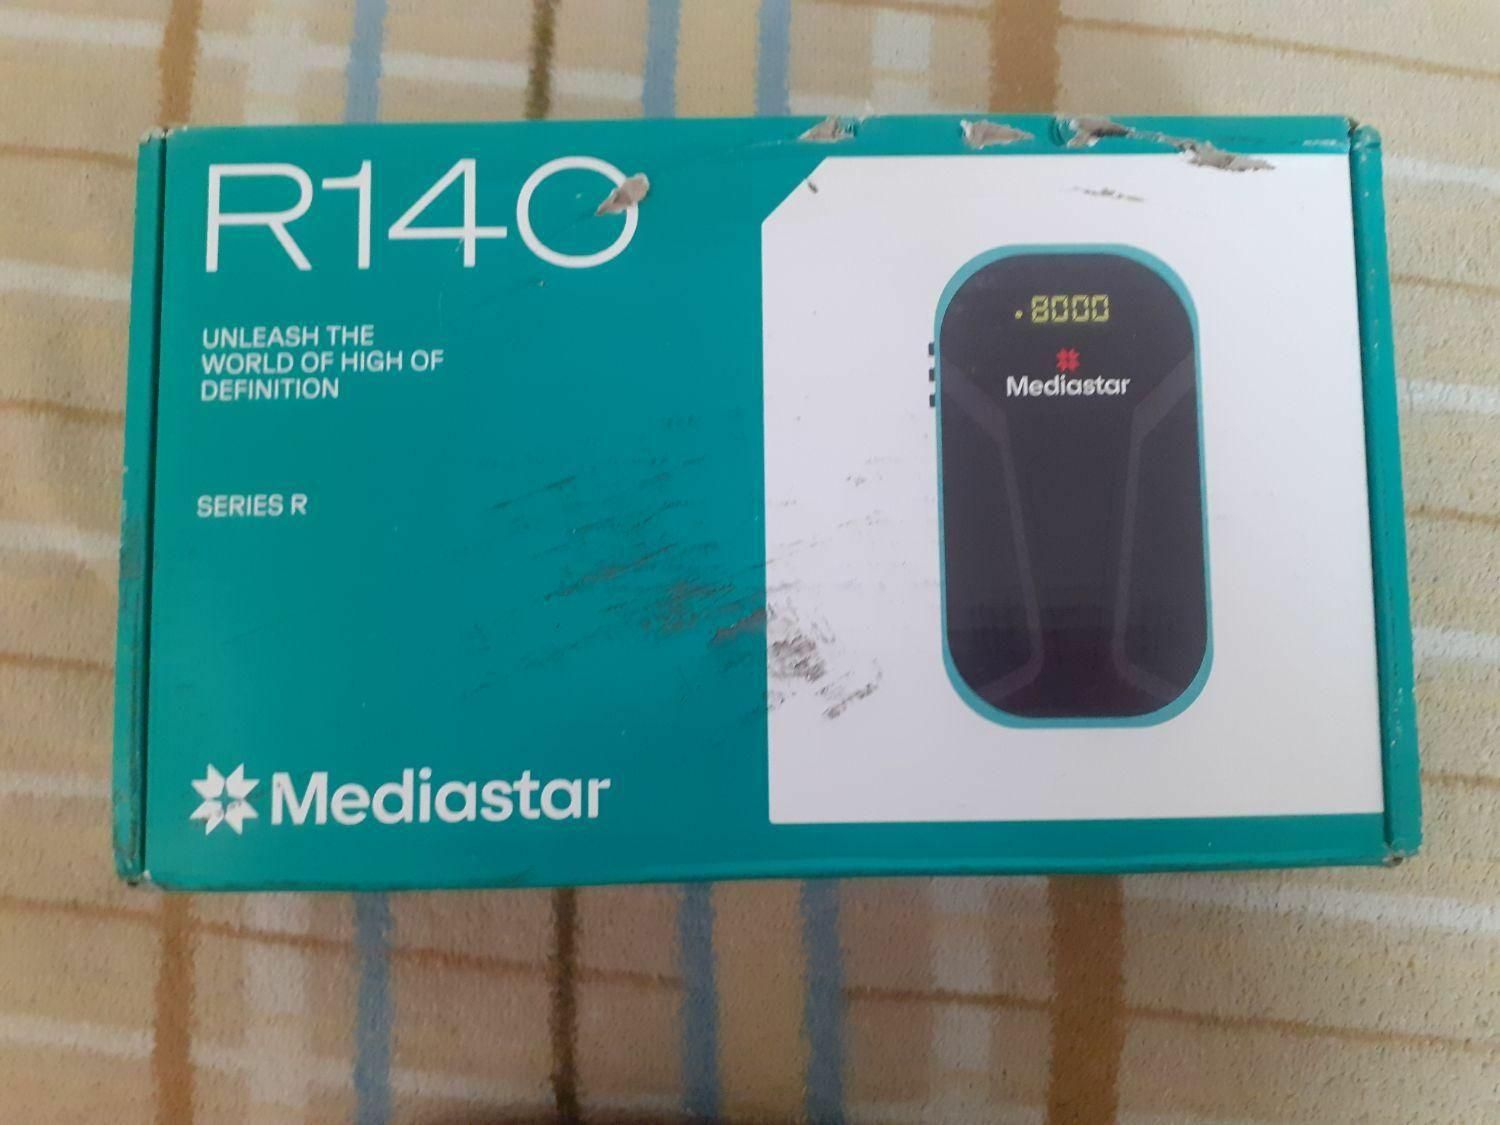 R140
UNLEASH THE
WORLD OF HIGH OF
DEFINITION
SERIES R
Mediastar
8000
Mediastar